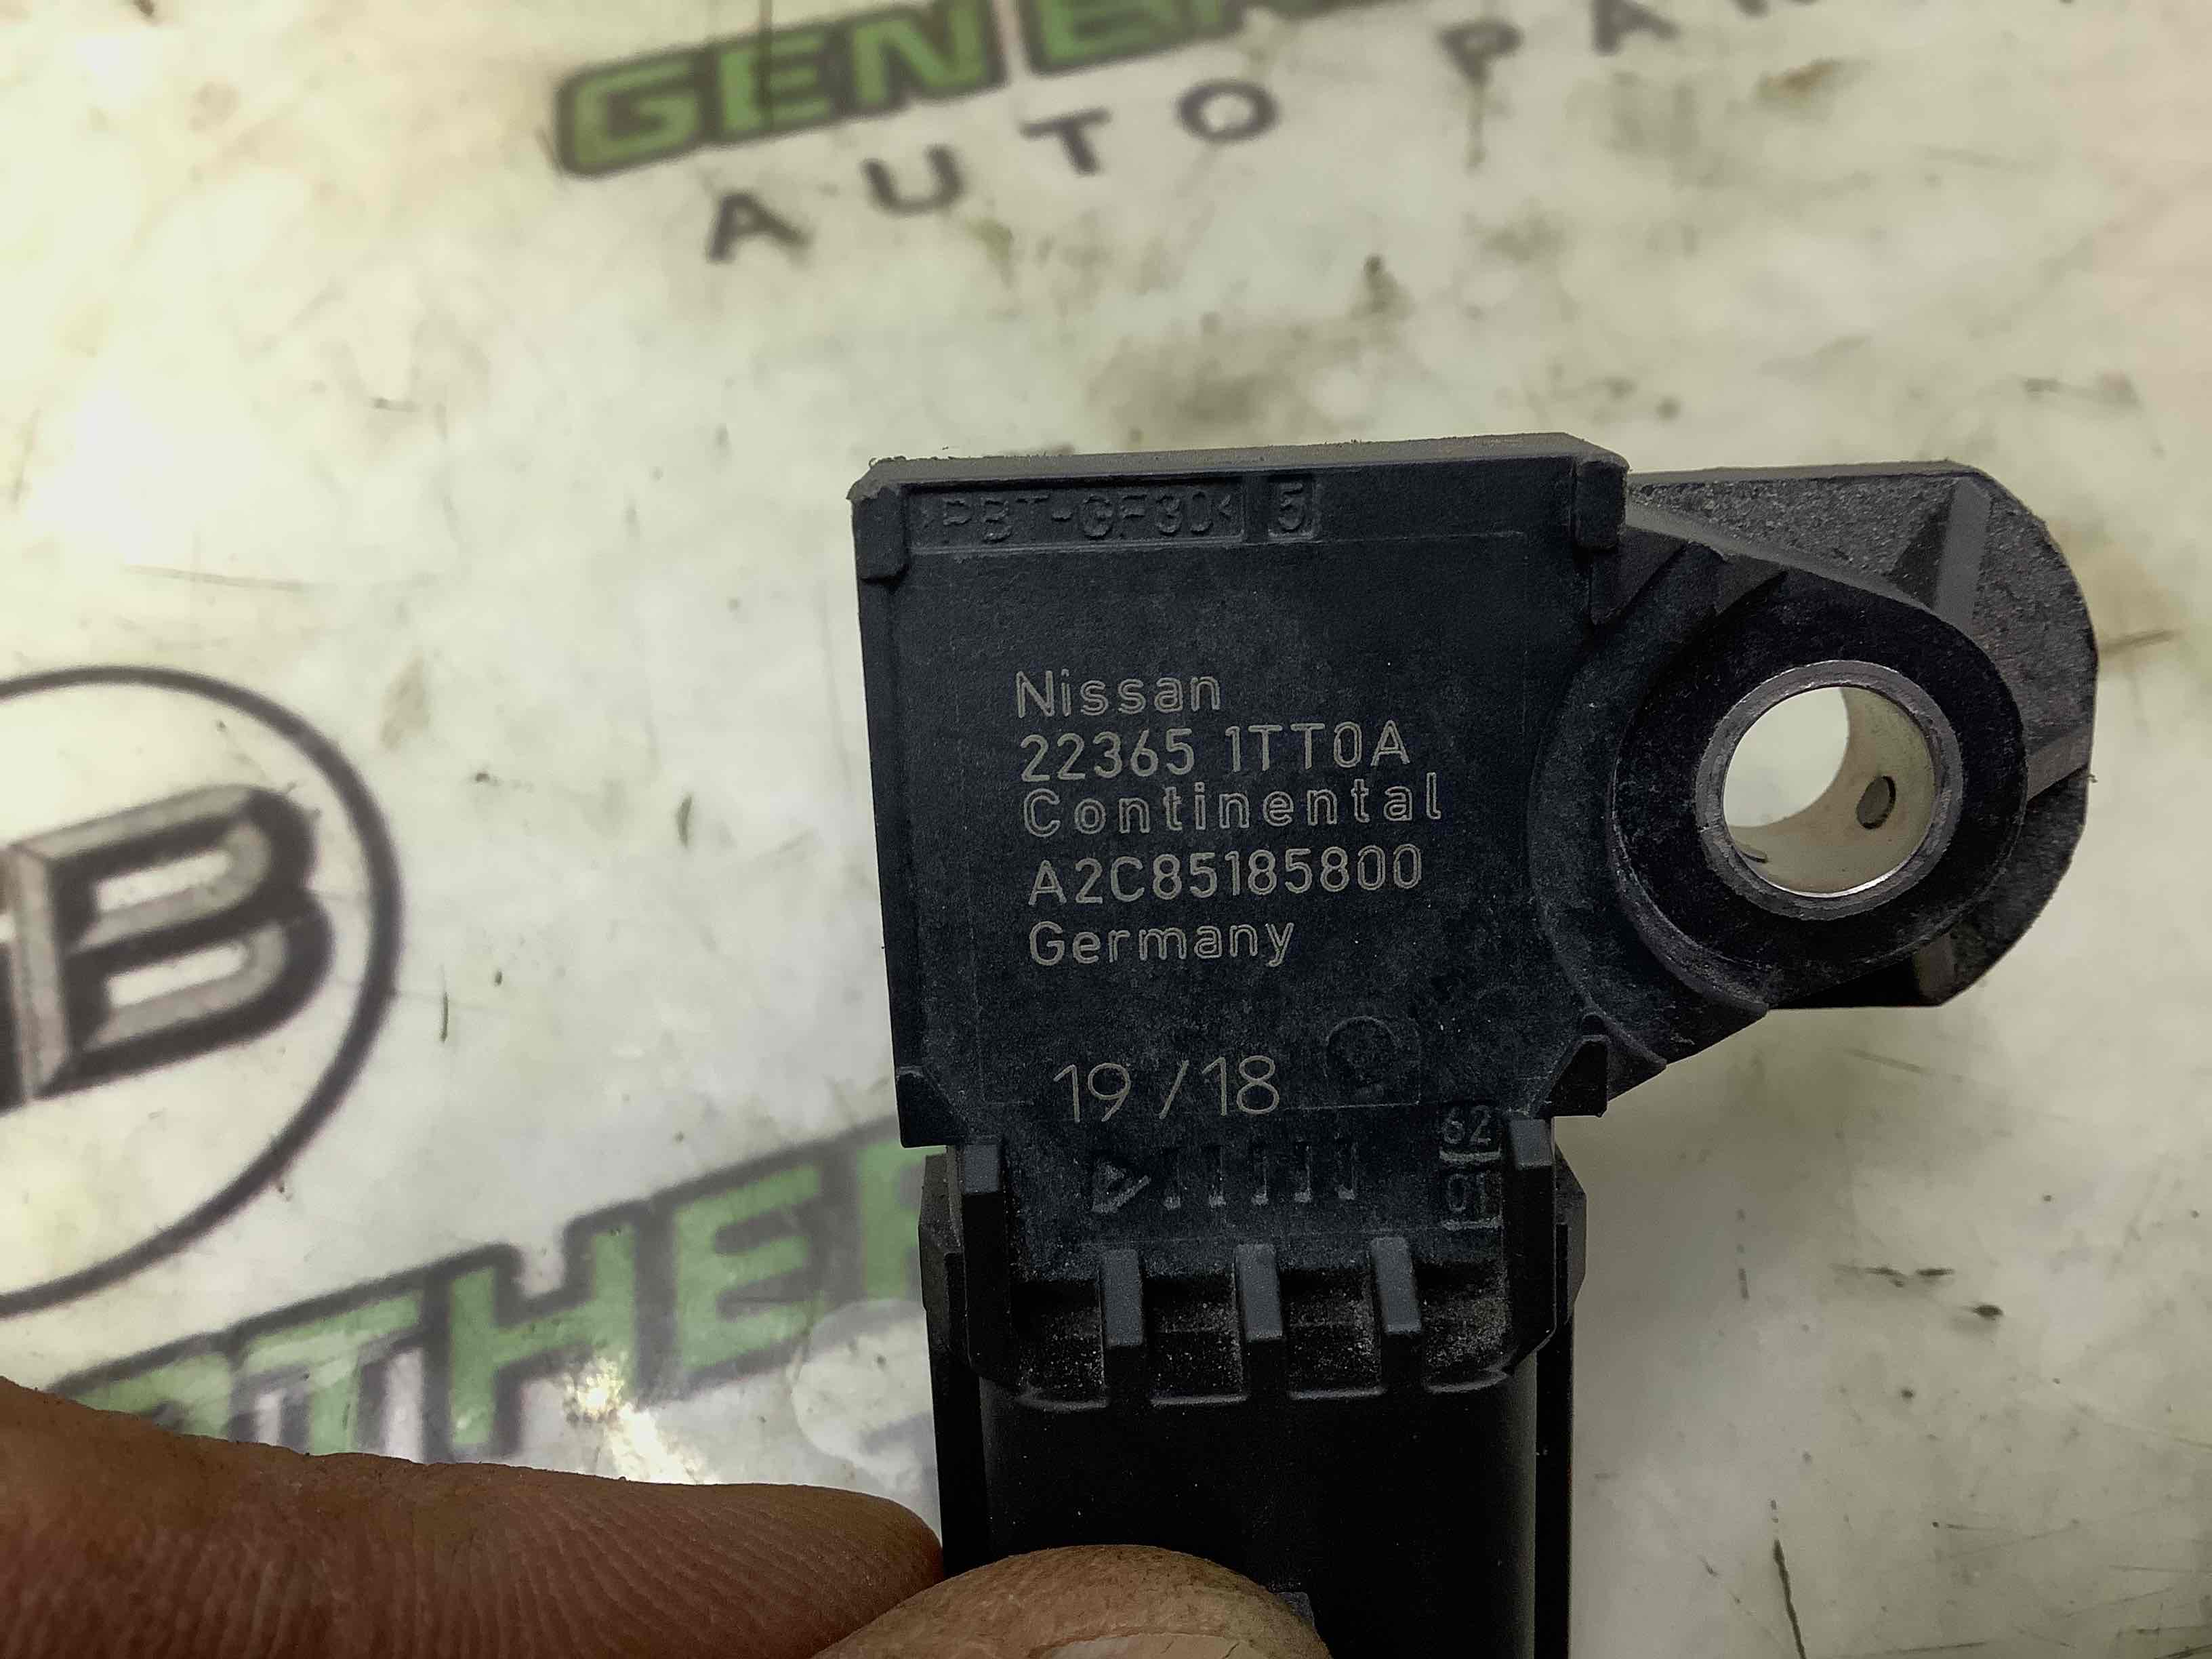 AUTO
>PBT-GF30< 5
Nissan
22365 1TT0A
Continental
A2C85185800
Germany
19/18
62
01